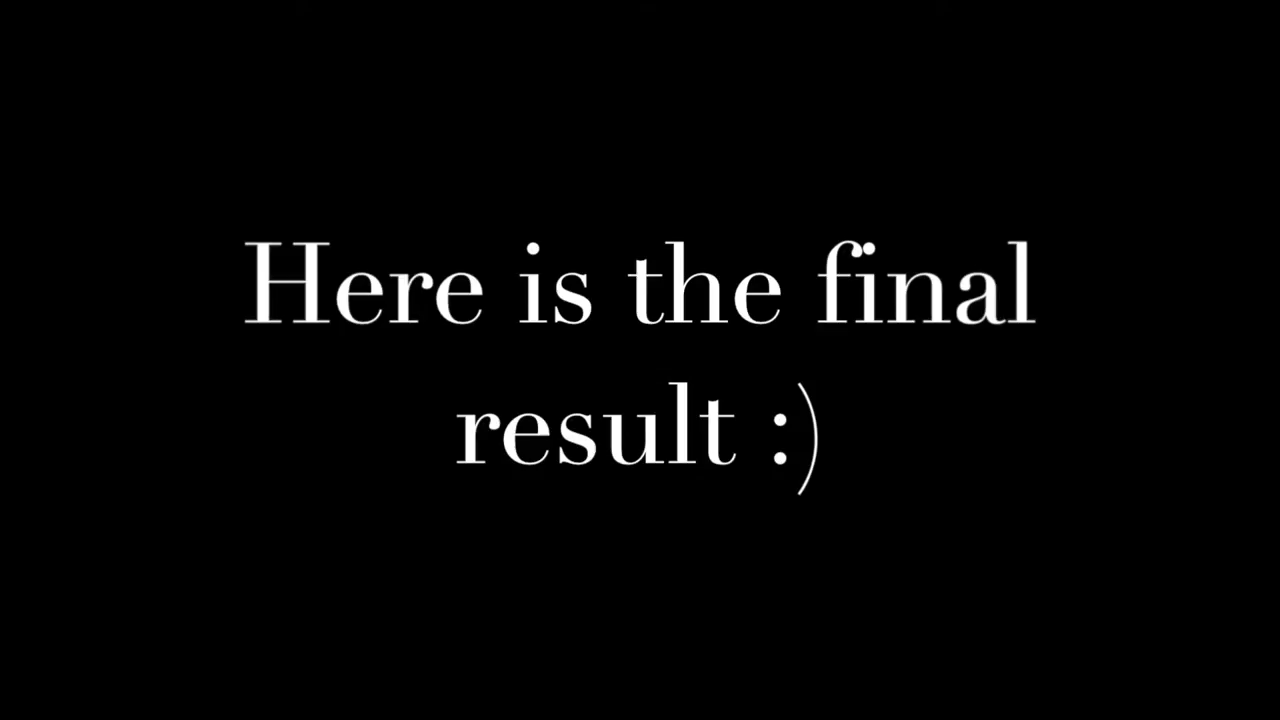 Here is the final
result :)